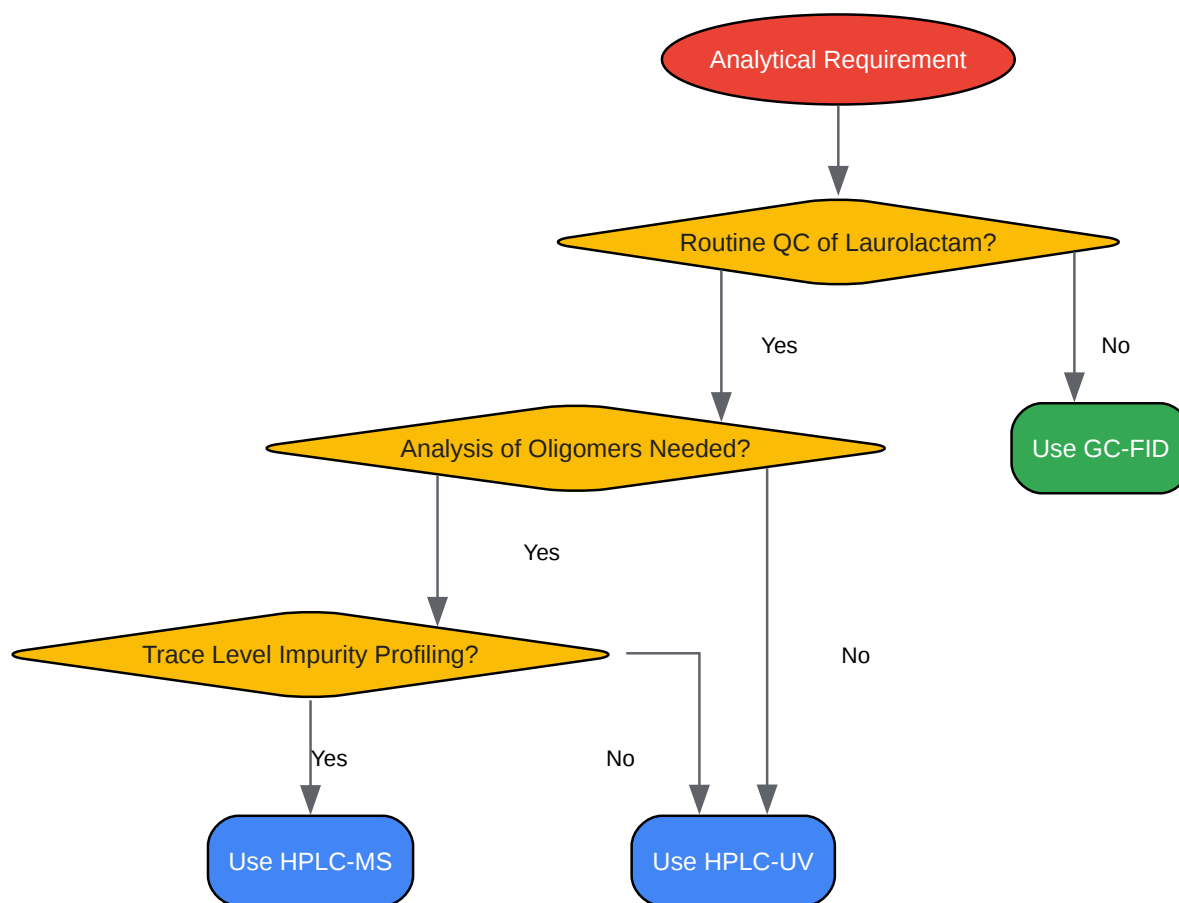 Analytical Requirement
Routine QC of Laurolactam?
Yes
No
Analysis of Oligomers Needed?
Use GC-FID
Yes
Trace Level Impurity Profiling?
No
Yes
No
Use HPLC-MS
Use HPLC-UV